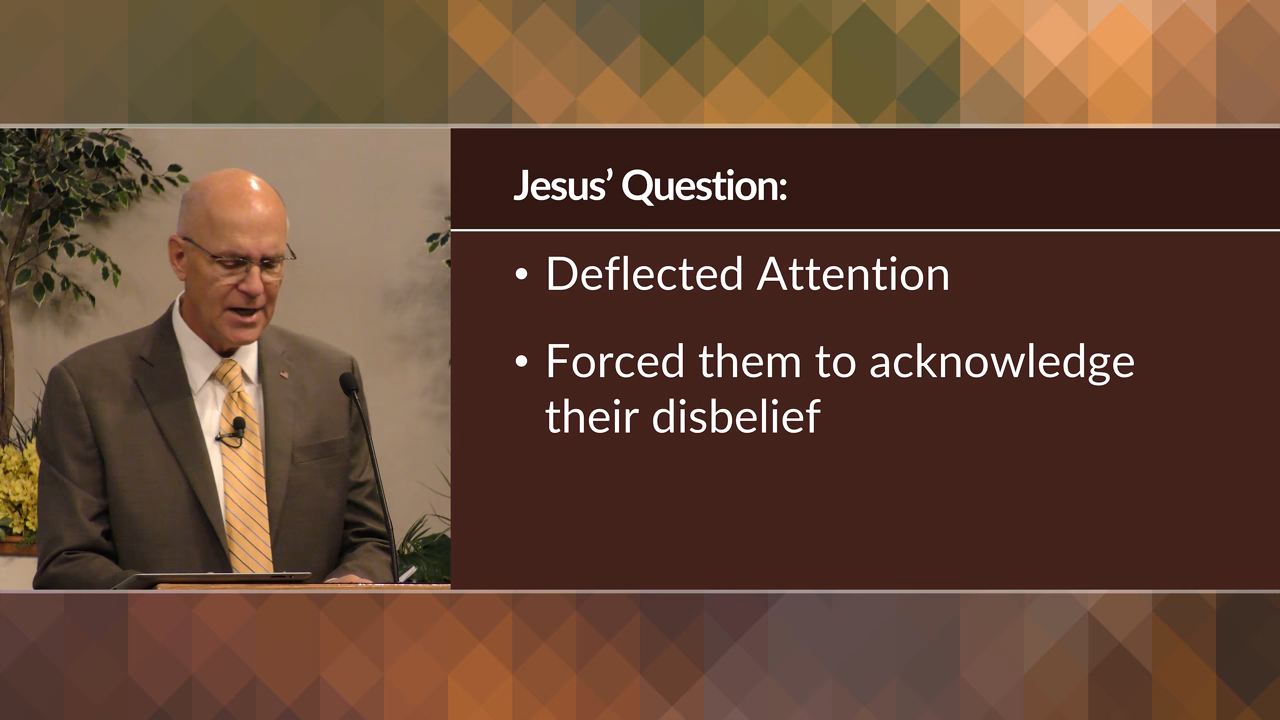 Jesus’ Question:
• Deflected Attention
• Forced them to acknowledge
their disbelief